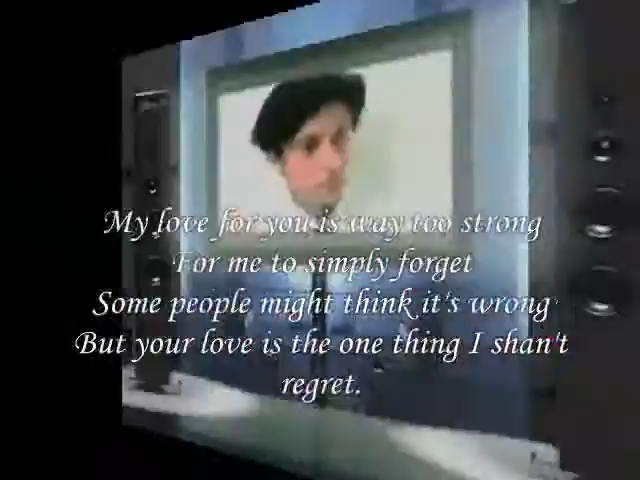 My love for you is way too strong
For me to simply forget
Some people might think it's wrong
But your love is the one thing I shan't
regret.